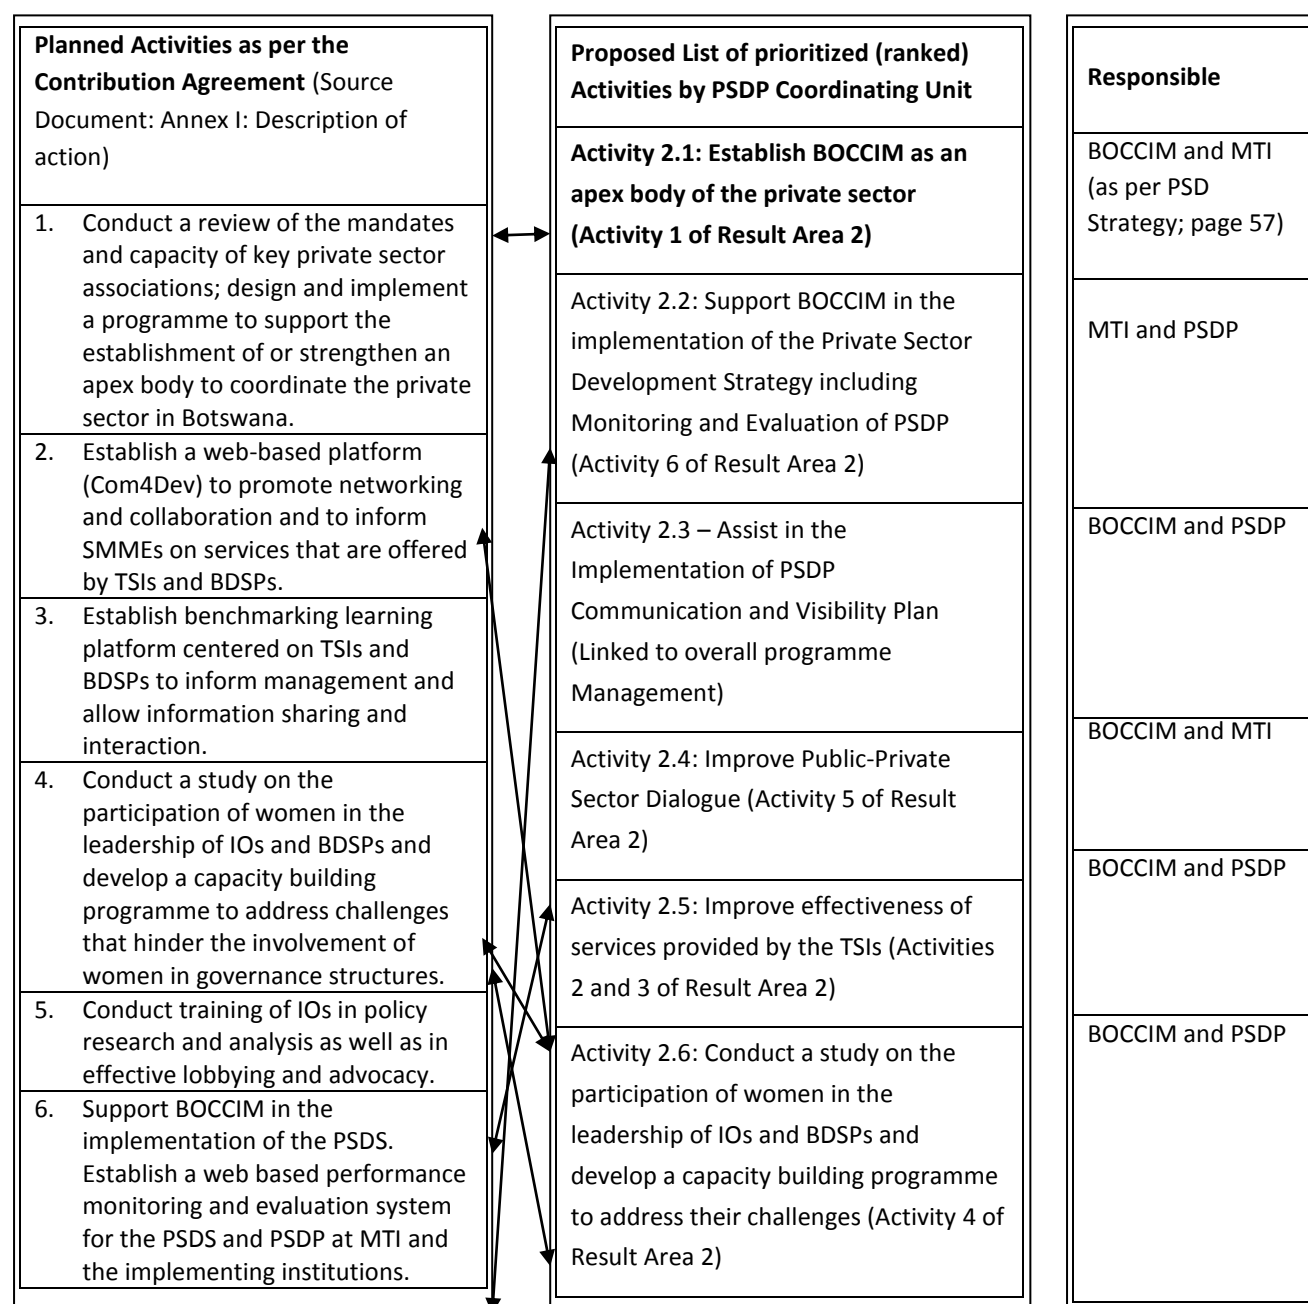 Planned Activities as per the
Contribution Agreement (Source
Document: Annex I: Description of
action)
1. Conduct a review of the mandates
and capacity of key private sector
associations; design and implement
a programme to support the
establishment of or strengthen an
apex body to coordinate the private
sector in Botswana.
2. Establish a web-based platform
(Com4Dev) to promote networking
and collaboration and to inform
SMMEs on services that are offered
by TSIs and BDSPs.
3. Establish benchmarking learning
platform centered on TSIs and
BDSPs to inform management and
allow information sharing and
interaction.
4. Conduct a study on the
participation of women in the
leadership of IOs and BDSPs and
develop a capacity building
programme to address challenges
that hinder the involvement of
women in governance structures.
5. Conduct training of IOs in policy
research and analysis as well as in
effective lobbying and advocacy.
6. Support BOCCIM in the
implementation of the PSDS.
Establish a web based performance
monitoring and evaluation system
for the PSDS and PSDP at MTI and
the implementing institutions.
Proposed List of prioritized (ranked)
Activities by PSDP Coordinating Unit
Activity 2.1: Establish BOCCIM as an
apex body of the private sector
(Activity 1 of Result Area 2)
Activity 2.2: Support BOCCIM in the
implementation of the Private Sector
Development Strategy including
Monitoring and Evaluation of PSDP
(Activity 6 of Result Area 2)
Activity 2.3 – Assist in the
Implementation of PSDP
Communication and Visibility Plan
(Linked to overall programme
Management)
Activity 2.4: Improve Public-Private
Sector Dialogue (Activity 5 of Result
Area 2)
Activity 2.5: Improve effectiveness of
services provided by the TSIs (Activities
2 and 3 of Result Area 2)
Activity 2.6: Conduct a study on the
participation of women in the
leadership of IOs and BDSPs and
develop a capacity building programme
to address their challenges (Activity 4 of
Result Area 2)
Responsible
BOCCIM and MTI
(as per PSD
Strategy; page 57)
MTI and PSDP
BOCCIM and PSDP
BOCCIM and MTI
BOCCIM and PSDP
BOCCIM and PSDP